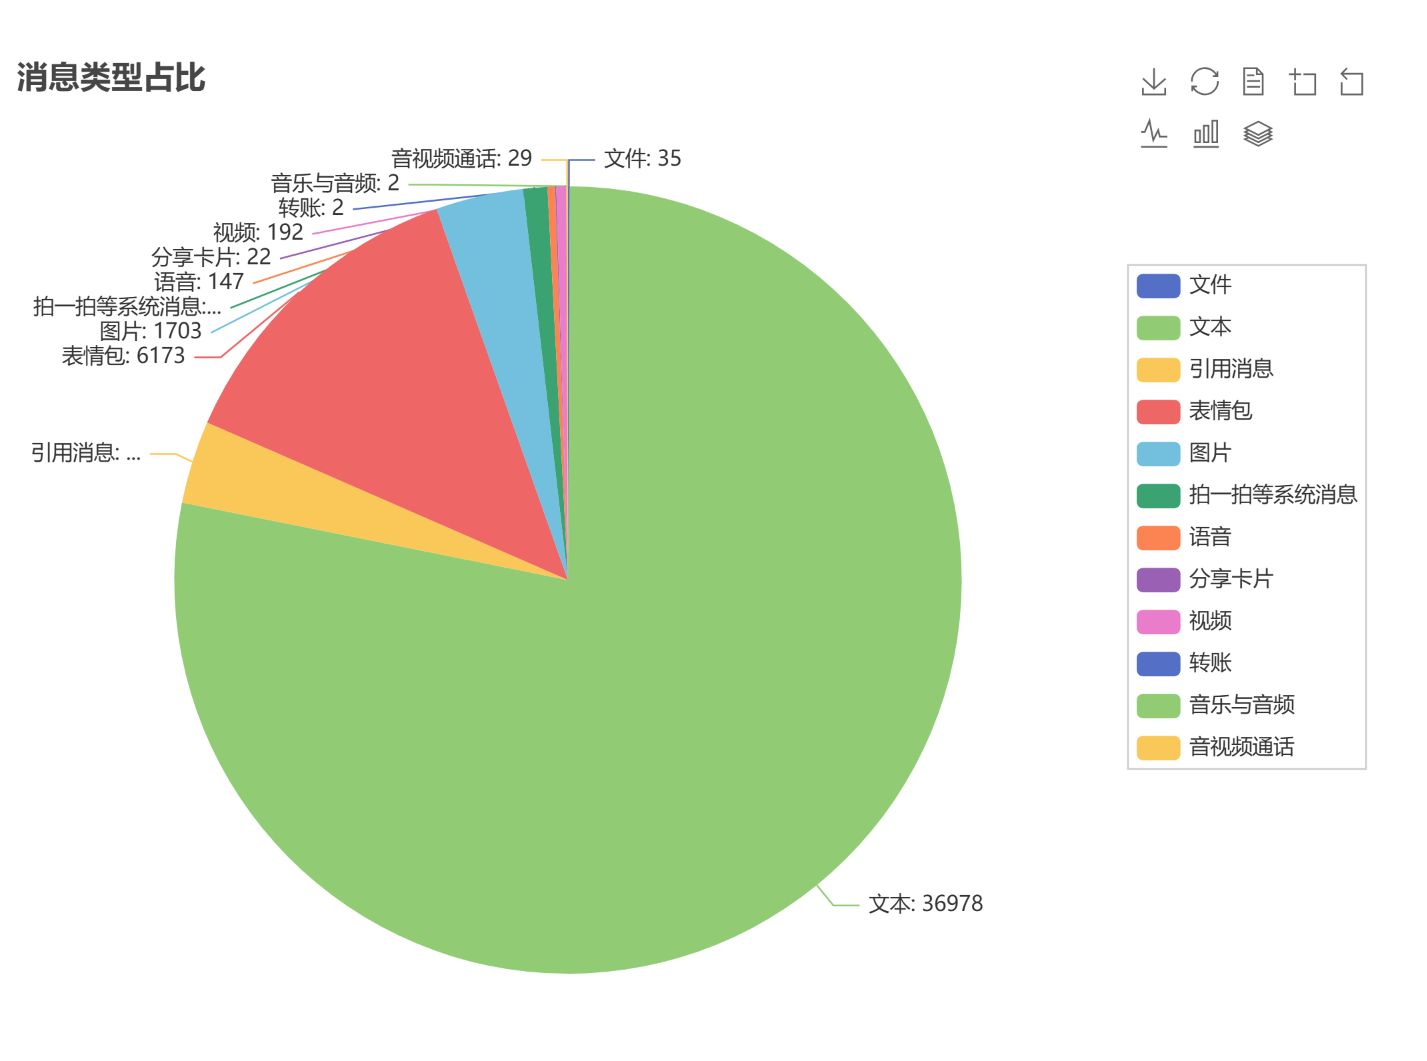 消息类型占比
音视频通话: 29
文件: 35
音乐与音频: 2
转账: 2
视频: 192
分享卡片: 22
语音: 147
拍一拍等系统消息:...
图片: 1703
表情包: 6173
引用消息: ...
文本: 36978
文件
文本
引用消息
表情包
图片
拍一拍等系统消息
语音
分享卡片
视频
转账
音乐与音频
音视频通话